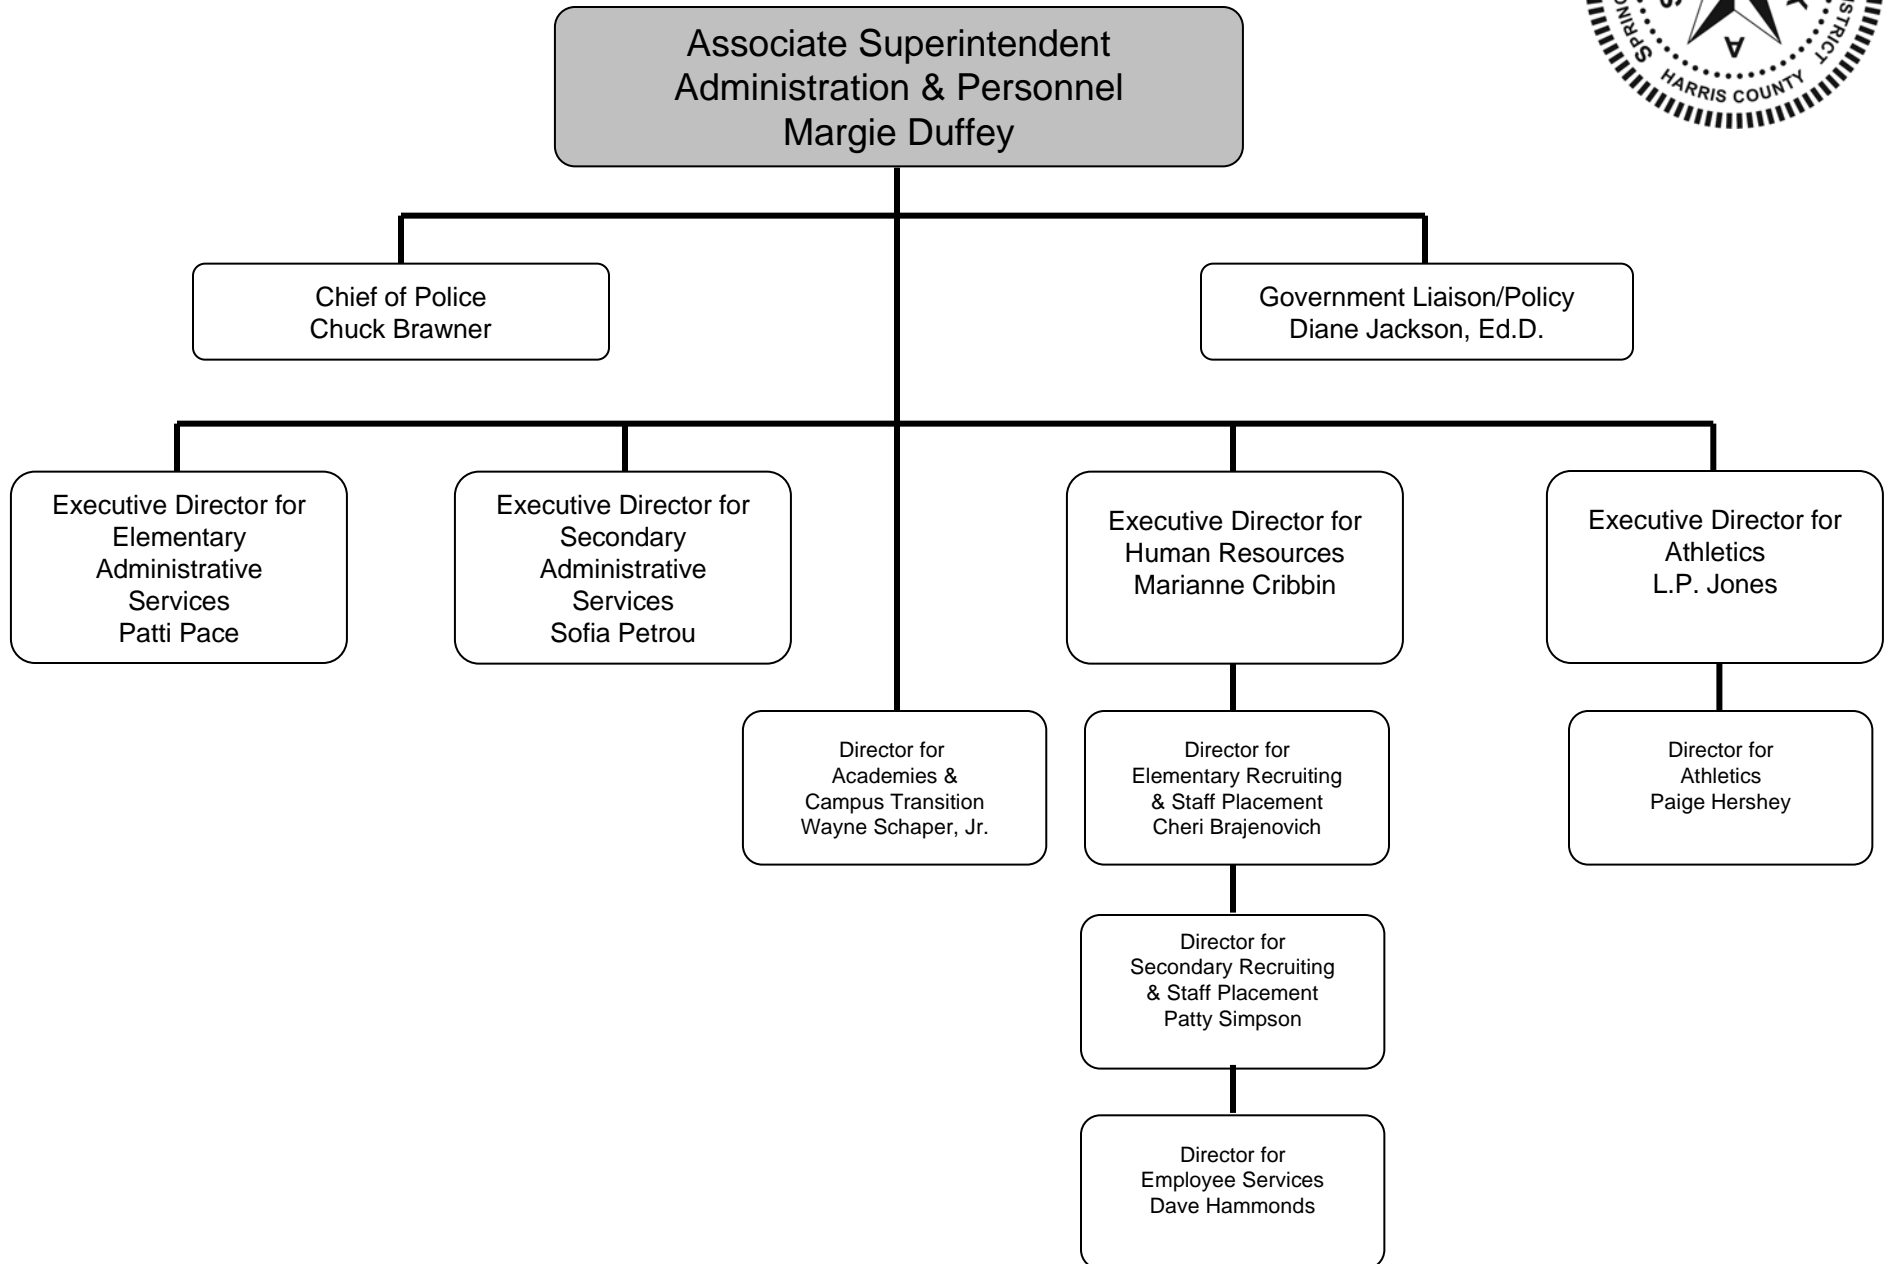 Associate Superintendent
Administration & Personnel
Margie Duffey
HARRIS COUNTY
Chief of Police
Chuck Brawner
Government Liaison/Policy
Diane Jackson, Ed.D.
Executive Director for
Elementary
Administrative
Services
Patti Pace
Executive Director for
Secondary
Administrative
Services
Sofia Petrou
Executive Director for
Human Resources
Marianne Cribbin
Executive Director for
Athletics
L.P. Jones
Director for
Academies &
Campus Transition
Wayne Schaper, Jr.
Director for
Elementary Recruiting
& Staff Placement
Cheri Brajenovich
Director for
Athletics
Paige Hershey
Director for
Secondary Recruiting
& Staff Placement
Patty Simpson
Director for
Employee Services
Dave Hammonds